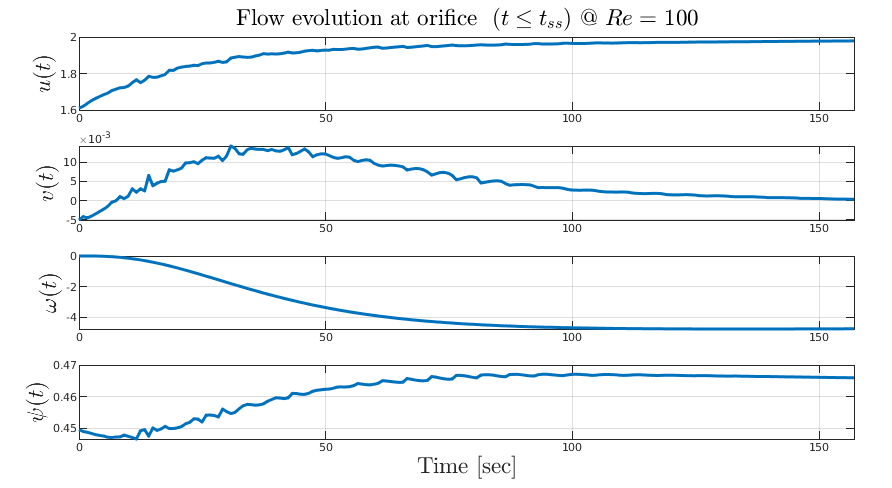 Flow evolution at orifice (t ≤ t_ss) @ Re = 100
u(t)
2
1.8
1.6
0 50 100 150
v(t)
×10^-3
10
5
0
-5
0 50 100 150
ω(t)
0
-2
-4
0 50 100 150
ψ(t)
0.47
0.46
0.45
0 50 100 150
Time [sec]